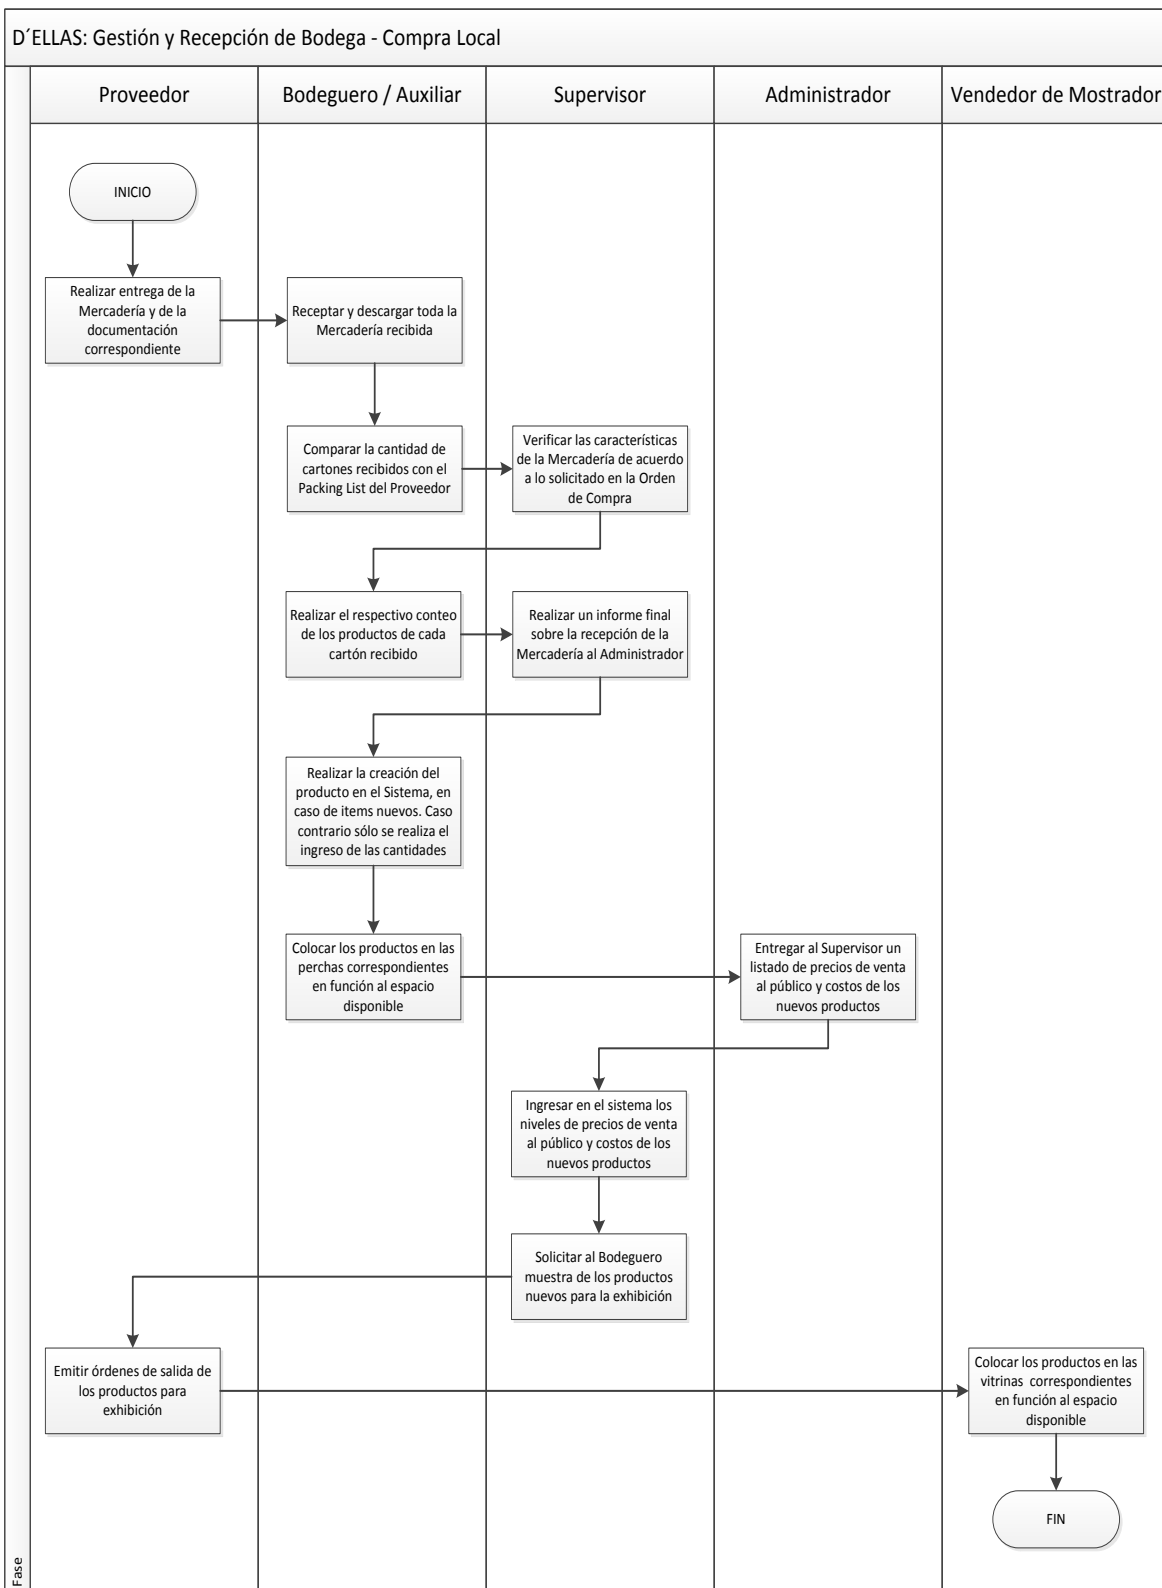 D´ELLAS: Gestión y Recepción de Bodega - Compra Local
Proveedor
Bodeguero / Auxiliar
Supervisor
Administrador
Vendedor de Mostrador
INICIO
Realizar entrega de la
Mercadería y de la
documentación
correspondiente
Receptar y descargar toda la
Mercadería recibida
Comparar la cantidad de
cartones recibidos con el
Packing List del Proveedor
Verificar las características
de la Mercadería de acuerdo
a lo solicitado en la Orden
de Compra
Realizar el respectivo conteo
de los productos de cada
cartón recibido
Realizar un informe final
sobre la recepción de la
Mercadería al Administrador
Realizar la creación del
producto en el Sistema, en
caso de items nuevos. Caso
contrario sólo se realiza el
ingreso de las cantidades
Colocar los productos en las
perchas correspondientes
en función al espacio
disponible
Entregar al Supervisor un
listado de precios de venta
al público y costos de los
nuevos productos
Ingresar en el sistema los
niveles de precios de venta
al público y costos de los
nuevos productos
Solicitar al Bodeguero
muestra de los productos
nuevos para la exhibición
Emitir órdenes de salida de
los productos para
exhibición
Colocar los productos en las
vitrinas correspondientes
en función al espacio
disponible
FIN
Fase